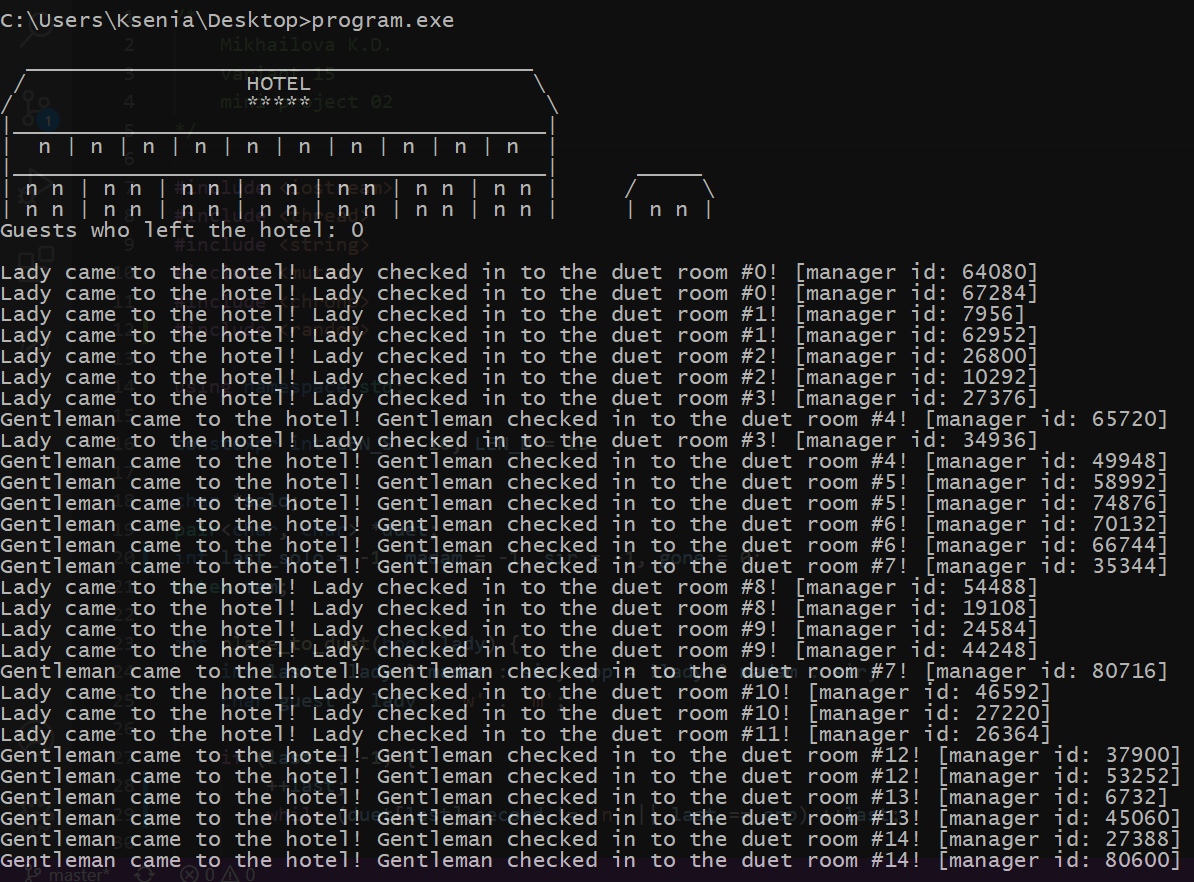 C:\Users\Ksenia\Desktop>program.exe
  _______________________________________
 /                 HOTEL                 \
/                  *****                  \
|_________________________________________|
|  n | n | n | n | n | n | n | n | n | n  |
|_________________________________________|      _____
| n n | n n | n n | n n | n n | n n | n n |     /     \
| n n | n n | n n | n n | n n | n n | n n |     | n n |
Guests who left the hotel: 0
Lady came to the hotel! Lady checked in to the duet room #0! [manager id: 64080]
Lady came to the hotel! Lady checked in to the duet room #0! [manager id: 67284]
Lady came to the hotel! Lady checked in to the duet room #1! [manager id: 7956]
Lady came to the hotel! Lady checked in to the duet room #1! [manager id: 62952]
Lady came to the hotel! Lady checked in to the duet room #2! [manager id: 26800]
Lady came to the hotel! Lady checked in to the duet room #2! [manager id: 10292]
Lady came to the hotel! Lady checked in to the duet room #3! [manager id: 27376]
Gentleman came to the hotel! Gentleman checked in to the duet room #4! [manager id: 65720]
Lady came to the hotel! Lady checked in to the duet room #3! [manager id: 34936]
Gentleman came to the hotel! Gentleman checked in to the duet room #4! [manager id: 49948]
Gentleman came to the hotel! Gentleman checked in to the duet room #5! [manager id: 58992]
Gentleman came to the hotel! Gentleman checked in to the duet room #5! [manager id: 74876]
Gentleman came to the hotel! Gentleman checked in to the duet room #6! [manager id: 70132]
Gentleman came to the hotel! Gentleman checked in to the duet room #6! [manager id: 66744]
Gentleman came to the hotel! Gentleman checked in to the duet room #7! [manager id: 35344]
Lady came to the hotel! Lady checked in to the duet room #8! [manager id: 54488]
Lady came to the hotel! Lady checked in to the duet room #8! [manager id: 19108]
Lady came to the hotel! Lady checked in to the duet room #9! [manager id: 24584]
Lady came to the hotel! Lady checked in to the duet room #9! [manager id: 44248]
Gentleman came to the hotel! Gentleman checked in to the duet room #7! [manager id: 80716]
Lady came to the hotel! Lady checked in to the duet room #10! [manager id: 46592]
Lady came to the hotel! Lady checked in to the duet room #10! [manager id: 27220]
Lady came to the hotel! Lady checked in to the duet room #11! [manager id: 26364]
Gentleman came to the hotel! Gentleman checked in to the duet room #12! [manager id: 37900]
Gentleman came to the hotel! Gentleman checked in to the duet room #12! [manager id: 53252]
Gentleman came to the hotel! Gentleman checked in to the duet room #13! [manager id: 6732]
Gentleman came to the hotel! Gentleman checked in to the duet room #13! [manager id: 45060]
Gentleman came to the hotel! Gentleman checked in to the duet room #14! [manager id: 27388]
Gentleman came to the hotel! Gentleman checked in to the duet room #14! [manager id: 80600]